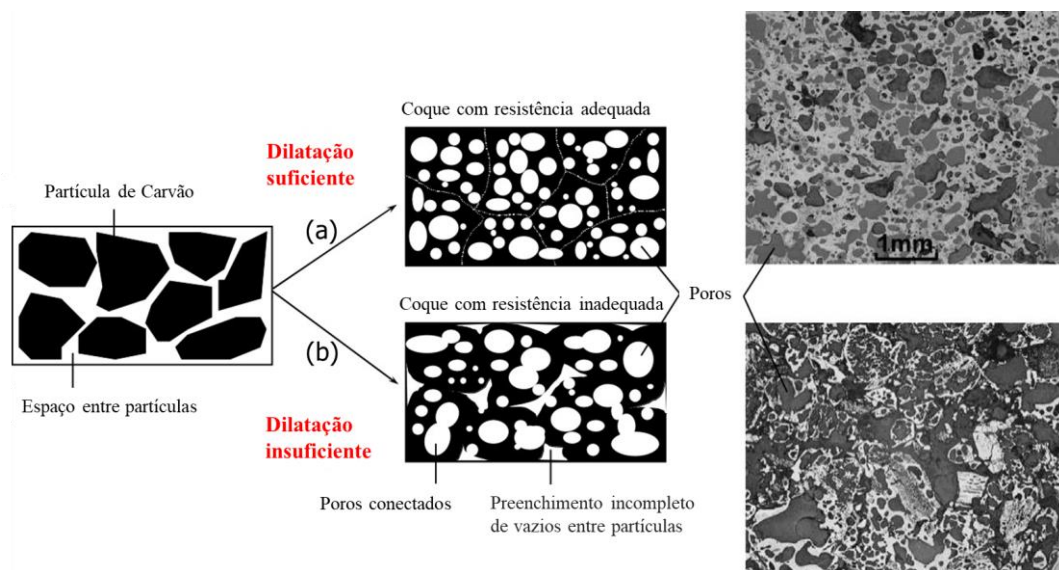 Partícula de Carvão
Espaço entre partículas
Dilatação
suficiente
(a)
(b)
Dilatação
insuficiente
Coque com resistência adequada
Coque com resistência inadequada
Poros conectados
Preenchimento incompleto
de vazios entre partículas
Poros
1mm